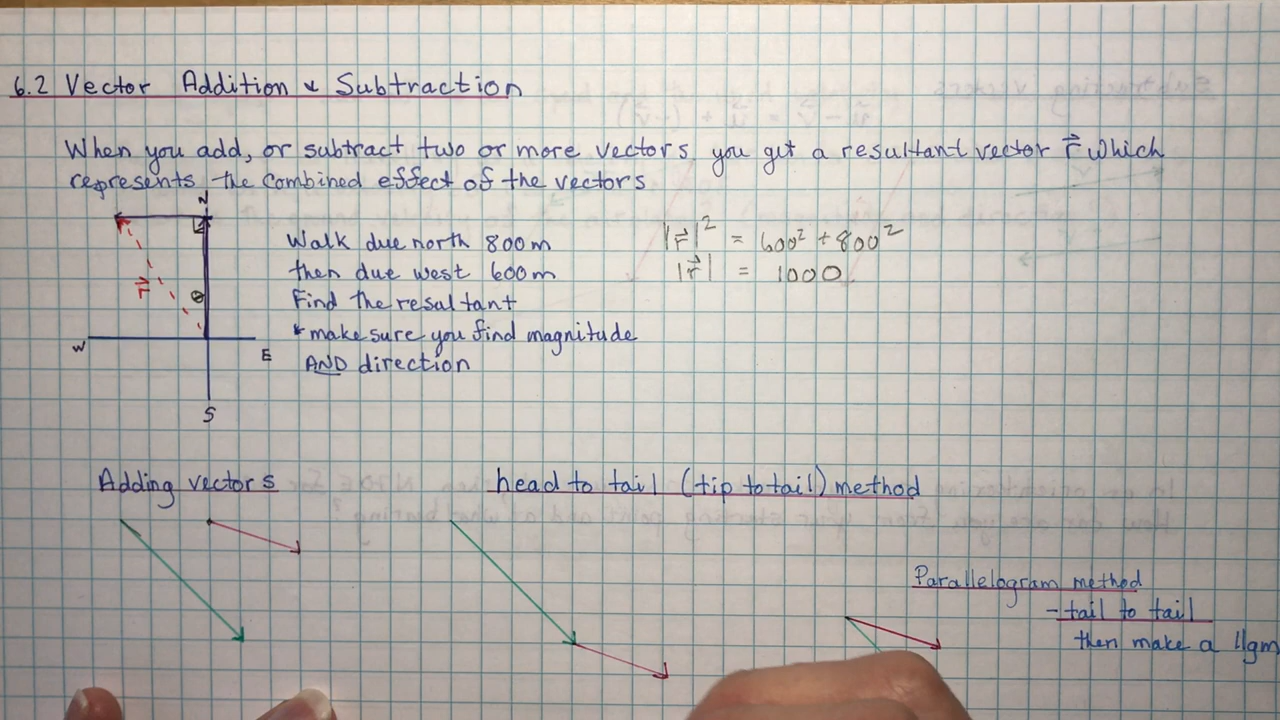 6.2 Vector Addition & Subtraction
When you add, or subtract two or more vectors you get a resultant vector r⃗ which
represents the combined effect of the vectors
N
W
E
S
r⃗
θ
Walk due north 800m
then due west 600m
Find the resultant
* make sure you find magnitude
AND direction
|r⃗|² = 600² + 800²
|r⃗| = 1000
Adding vectors
head to tail (tip to tail) method
Parallelogram method
- tail to tail
then make a llgm